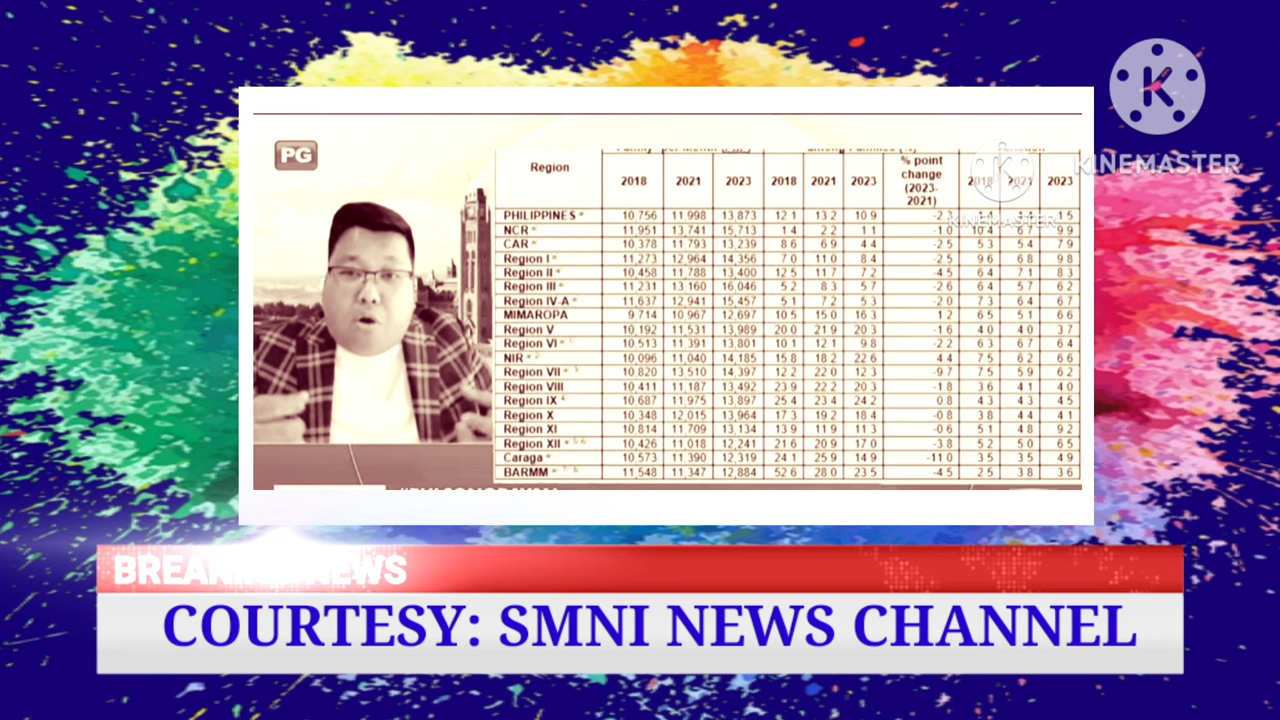 KINEMASTER
PG
Region 2018 2021 2023 2018 2021 2023 % point change (2023-2021) 2018 2021 2023
PHILIPPINES * 10,756 11,998 13,873 12.1 13.2 10.9 -2.3
NCR * 11,951 13,741 15,713 1.4 2.2 1.1 -1.0 10.4 6.7 9.9
CAR * 10,378 11,793 13,239 8.6 6.9 4.4 -2.5 5.3 5.4 7.9
Region I * 11,273 12,964 14,356 7.0 11.0 8.4 -2.5 9.6 6.8 9.8
Region II * 10,458 11,788 13,400 12.5 11.7 7.2 -4.5 6.4 7.1 8.3
Region III * 11,231 13,160 16,046 5.2 8.3 5.7 -2.6 6.4 5.7 6.2
Region IV-A * 11,637 12,941 15,457 5.1 7.2 5.3 -2.0 7.3 6.4 6.7
MIMAROPA 9,714 10,967 12,697 10.5 15.0 16.3 1.2 6.5 5.1 6.6
Region V 10,192 11,531 13,989 20.0 21.9 20.3 -1.6 4.0 4.0 3.7
Region VI * 10,513 11,391 13,801 10.1 12.1 9.8 -2.2 6.3 6.7 6.4
NIR * 10,096 11,040 14,185 15.8 18.2 22.6 4.4 7.5 6.2 6.6
Region VII * 10,820 13,510 14,397 12.2 22.0 12.3 -9.7 7.5 5.9 6.2
Region VIII 10,411 11,187 13,492 23.9 22.2 20.3 -1.8 3.6 4.1 4.0
Region IX 10,687 11,975 13,897 25.4 23.4 24.2 0.8 4.3 4.3 4.5
Region X 10,348 12,015 13,964 17.3 19.2 18.4 -0.8 3.8 4.4 4.1
Region XI 10,814 11,709 13,134 13.9 11.9 11.3 -0.6 5.1 4.8 9.2
Region XII * 10,426 11,018 12,241 21.6 20.9 17.0 -3.8 5.2 5.0 6.5
Caraga * 10,573 11,390 12,319 24.1 25.9 14.9 -11.0 3.5 3.5 4.9
BARMM * 11,548 11,347 12,884 52.6 28.0 23.5 -4.5 2.5 3.8 3.6
KINEMASTER
BREAKING NEWS
COURTESY: SMNI NEWS CHANNEL